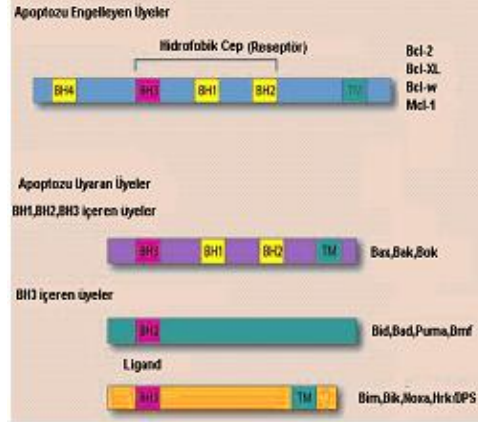 Apoptozu Engelleyen Üyeler
Hidrofobik Cep (Reseptör)
Bcl-2
Bcl-XL
Bcl-w
Mcl-1
BH4 BH3 BH1 BH2 TM
Apoptozu Uyaran Üyeler
BH1,BH2,BH3 içeren üyeler
BH3 BH1 BH2 TM Bax,Bak,Bok
BH3 içeren üyeler
BH3 Bid,Bad,Puma,Bmf
Ligand
BH3 TM Bim,Bik,Noxa,Hrk/DPS